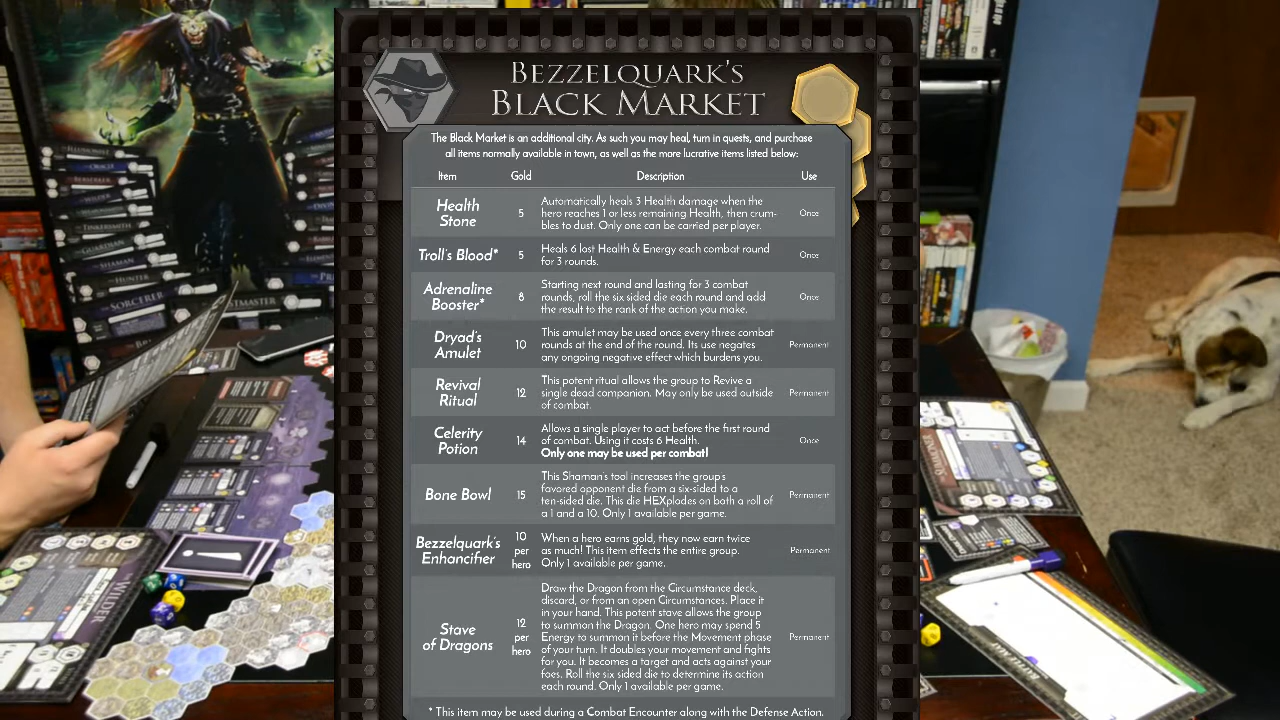 BEZZELQUARK'S
BLACK MARKET
The Black Market is an additional city. As such you may heal, turn in quests, and purchase
all items normally available in town, as well as the more lucrative items listed below:
Item Gold Description Use
Health Stone 5 Automatically heals 3 Health damage when the
hero reaches 1 or less remaining Health, then crum-
bles to dust. Only one can be carried per player. Once
Troll's Blood* 5 Heals 6 lost Health & Energy each combat round
for 3 rounds. Once
Adrenaline Booster* 8 Starting next round and lasting for 3 combat
rounds, roll the six sided die each round and add
the result to the rank of the action you make. Once
Dryad's Amulet 10 This amulet may be used once every three combat
rounds at the end of the round. Its use negates
any ongoing negative effect which burdens you. Permanent
Revival Ritual 12 This potent ritual allows the group to Revive a
single dead companion. May only be used outside
of combat. Permanent
Celerity Potion 14 Allows a single player to act before the first round
of combat. Using it costs 6 Health.
Only one may be used per combat! Once
Bone Bowl 15 This Shaman's tool increases the group's
favored opponent die from a six-sided to a
ten-sided die. This die HEXplodes on both a roll of
a 1 and a 10. Only 1 available per game. Permanent
Bezzelquark's Enhancifier 10 per hero When a hero earns gold, they now earn twice
as much! This item effects the entire group.
Only 1 available per game. Permanent
Stave of Dragons 12 per hero Draw the Dragon from the Circumstance deck,
discard, or from an open Circumstances. Place it
in your hand. This potent stave allows the group
to summon the Dragon. One hero may spend 5
Energy to summon it before the Movement phase
of your turn. It doubles your movement and fights
for you. It becomes a target and acts against your
foes. Roll the six sided die to determine its action
each round. Only 1 available per game. Permanent
* This item may be used during a Combat Encounter along with the Defense Action.
ILLUSIONIST
ORACLE
BERSERKER
WILDER
TINKERSMITH
GUARDIAN
SHAMAN
HUNTER
SORCERER
WILDER